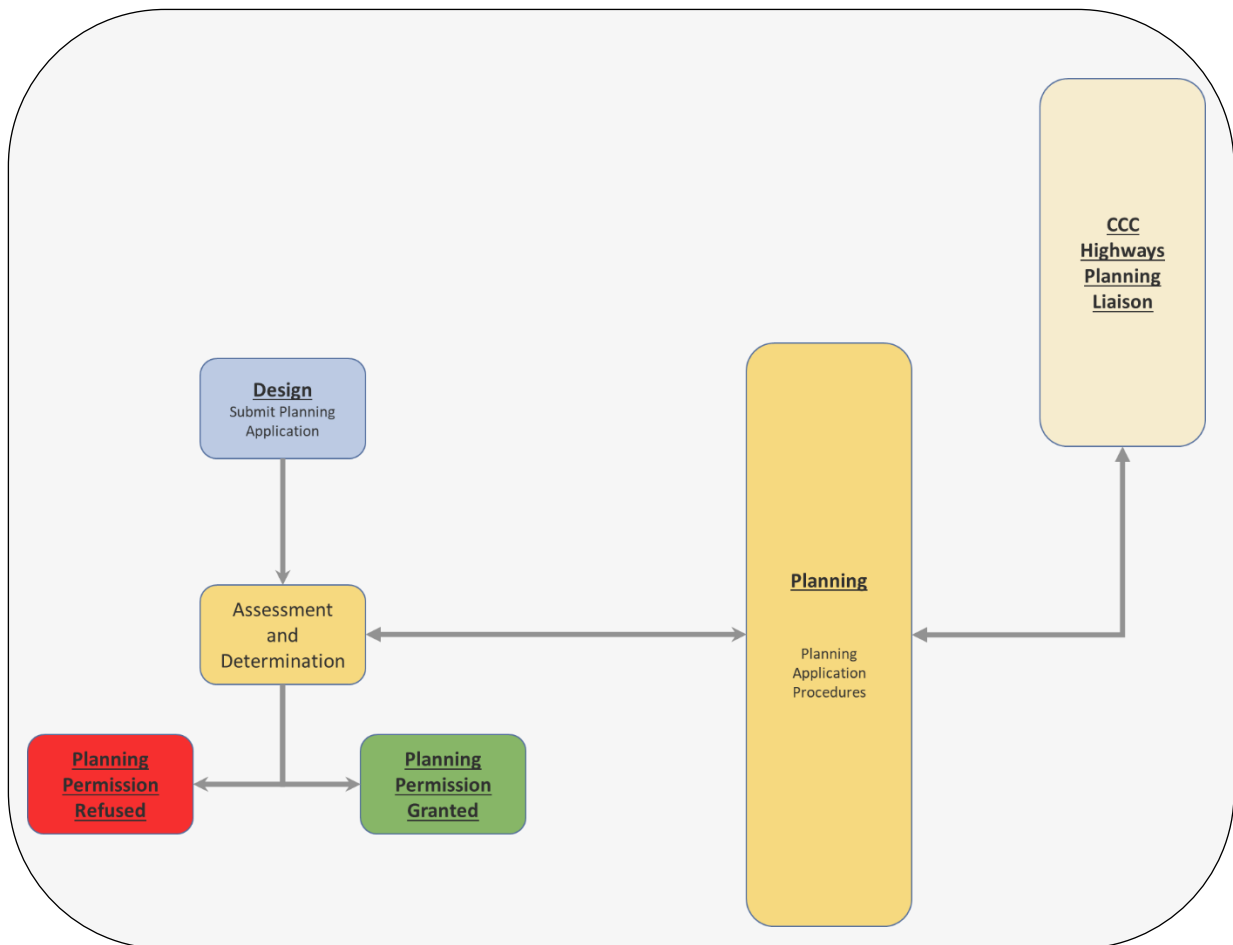 CCC
Highways
Planning
Liaison
Design
Submit Planning
Application
Planning
Planning
Application
Procedures
Assessment
and
Determination
Planning
Permission
Refused
Planning
Permission
Granted